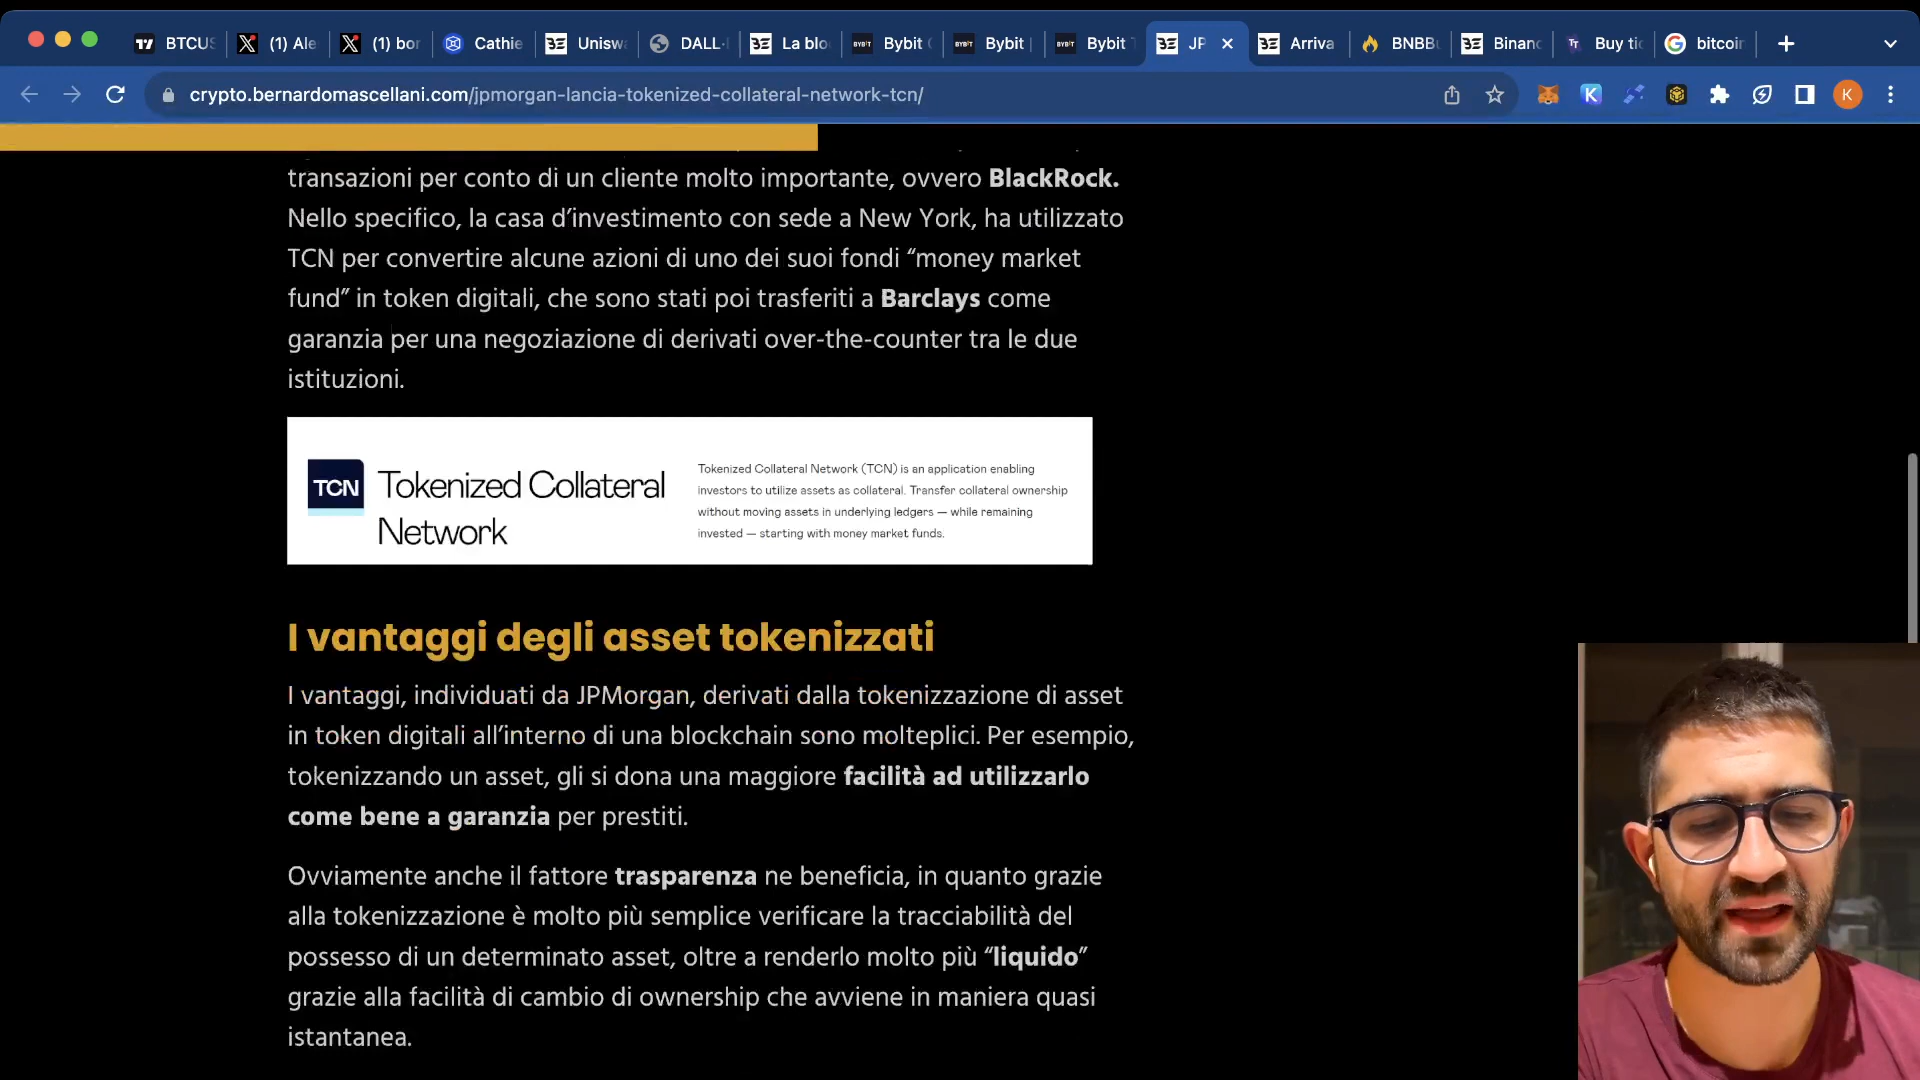 BTCUS
(1) Ale
(1) bor
Cathie
Unisw
DALL·
La blo
BYBIT
Bybit
BYBIT
Bybit
BYBIT
Bybit T
JP
Arriva
BNBB
Binanc
Buy tic
bitcoin
crypto.bernardomascellani.com/jpmorgan-lancia-tokenized-collateral-network-tcn/
K
K
transazioni per conto di un cliente molto importante, ovvero BlackRock.
Nello specifico, la casa d’investimento con sede a New York, ha utilizzato
TCN per convertire alcune azioni di uno dei suoi fondi “money market
fund” in token digitali, che sono stati poi trasferiti a Barclays come
garanzia per una negoziazione di derivati over-the-counter tra le due
istituzioni.
TCN
Tokenized Collateral
Network
Tokenized Collateral Network (TCN) is an application enabling
investors to utilize assets as collateral. Transfer collateral ownership
without moving assets in underlying ledgers — while remaining
invested — starting with money market funds.
I vantaggi degli asset tokenizzati
I vantaggi, individuati da JPMorgan, derivati dalla tokenizzazione di asset
in token digitali all’interno di una blockchain sono molteplici. Per esempio,
tokenizzando un asset, gli si dona una maggiore facilità ad utilizzarlo
come bene a garanzia per prestiti.
Ovviamente anche il fattore trasparenza ne beneficia, in quanto grazie
alla tokenizzazione è molto più semplice verificare la tracciabilità del
possesso di un determinato asset, oltre a renderlo molto più “liquido”
grazie alla facilità di cambio di ownership che avviene in maniera quasi
istantanea.